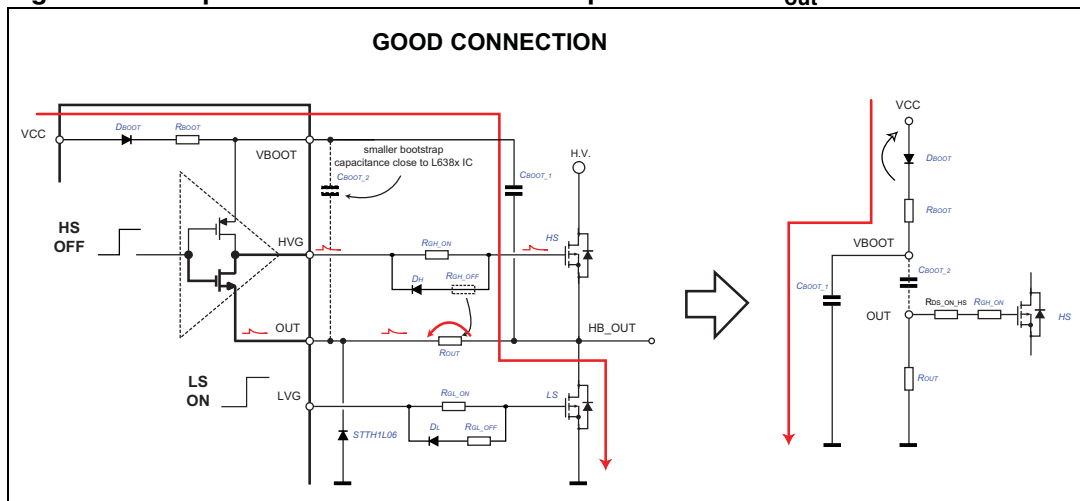 out
GOOD CONNECTION
VCC
DBOOT
RBOOT
VBOOT
smaller bootstrap
capacitance close to L638x IC
CBOOT_2
CBOOT_1
H.V.
HS
OFF
HVG
RGH_ON
HS
DH
RGH_OFF
OUT
ROUT
HB_OUT
LS
ON
LVG
RGL_ON
LS
DL
RGL_OFF
STTH1L06
VCC
DBOOT
RBOOT
VBOOT
CBOOT_1
CBOOT_2
OUT
RDS_ON_HS
RGH_ON
HS
ROUT